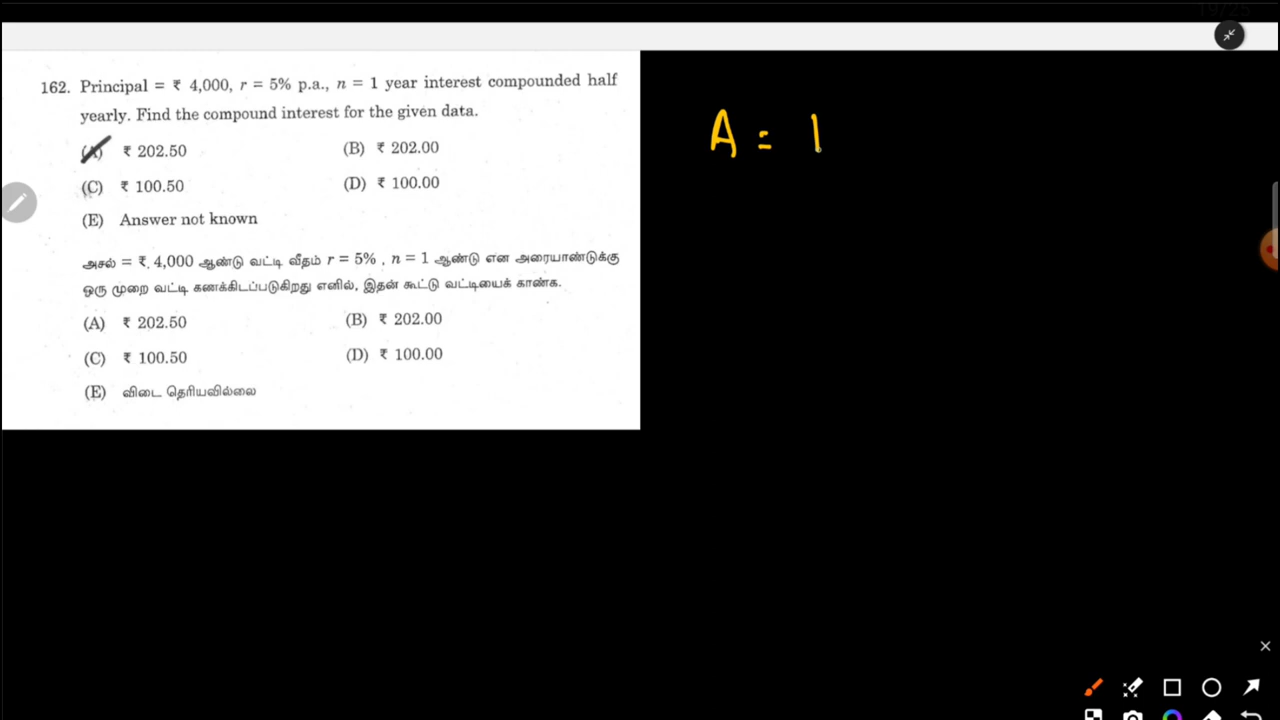 19/25
162. Principal = ₹ 4,000, r = 5% p.a., n = 1 year interest compounded half
yearly. Find the compound interest for the given data.
(A) ₹ 202.50 (B) ₹ 202.00
(C) ₹ 100.50 (D) ₹ 100.00
(E) Answer not known
அசல் = ₹. 4,000 ஆண்டு வட்டி வீதம் r = 5% , n = 1 ஆண்டு என அரையாண்டுக்கு
ஒரு முறை வட்டி கணக்கிடப்படுகிறது எனில், இதன் கூட்டு வட்டியைக் காண்க.
(A) ₹ 202.50 (B) ₹ 202.00
(C) ₹ 100.50 (D) ₹ 100.00
(E) விடை தெரியவில்லை
A = 1